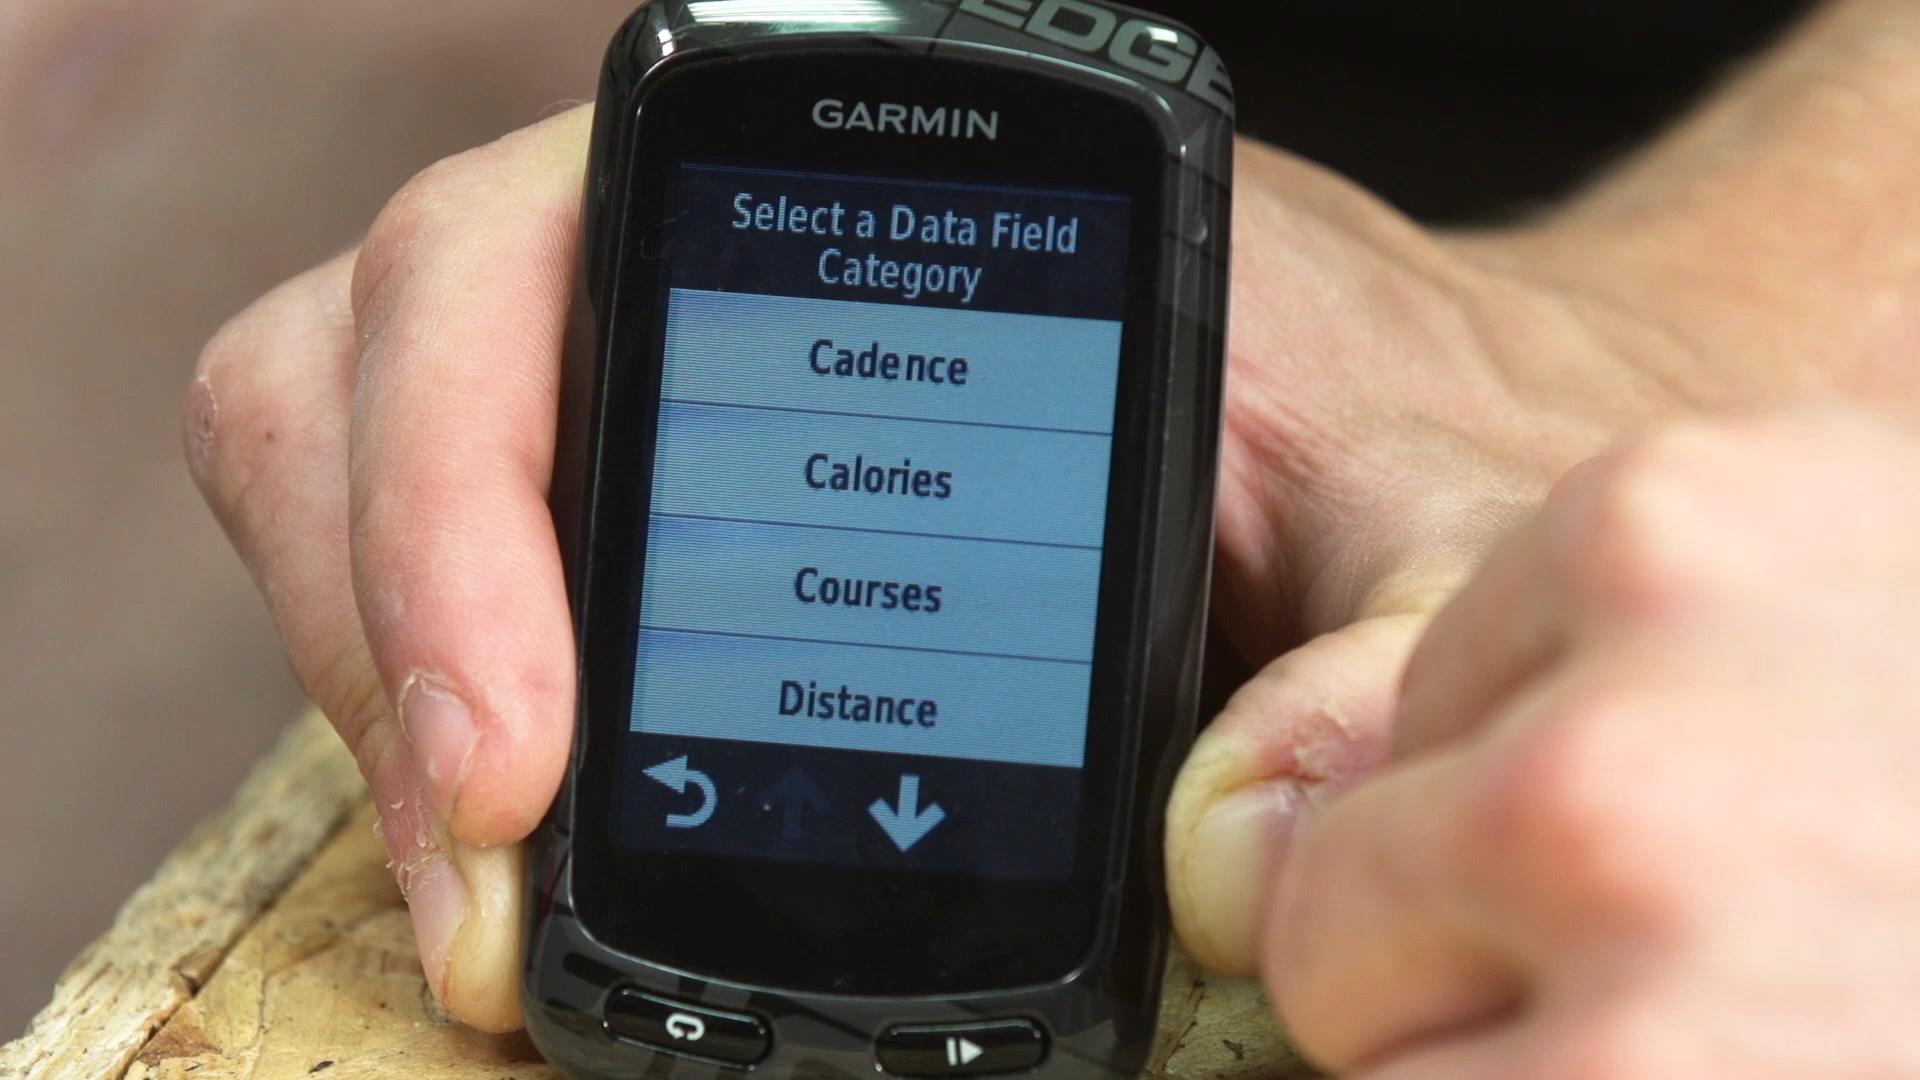 EDGE
GARMIN
Select a Data Field
Category
Cadence
Calories
Courses
Distance